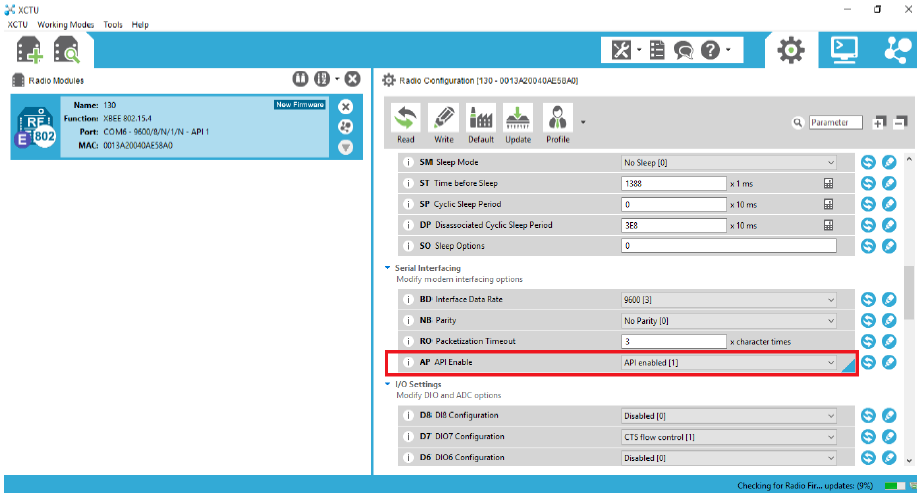 XCTU
XCTU Working Modes Tools Help
Radio Modules
Name: 130
New Firmware
Function: XBEE 802.15.4
Port: COM6 - 9600/8/N/1/N - API 1
MAC: 0013A20040AE58A0
RF
E 802
Radio Configuration [130 - 0013A20040AE58A0]
Read Write Default Update Profile
Parameter
i SM Sleep Mode No Sleep [0]
i ST Time before Sleep 1388 x 1 ms
i SP Cyclic Sleep Period 0 x 10 ms
i DP Disassociated Cyclic Sleep Period 3E8 x 10 ms
i SO Sleep Options 0
Serial Interfacing
Modify modem interfacing options
i BD Interface Data Rate 9600 [3]
i NB Parity No Parity [0]
i RO Packetization Timeout 3 x character times
i AP API Enable API enabled [1]
I/O Settings
Modify DIO and ADC options
i D8 DI8 Configuration Disabled [0]
i D7 DIO7 Configuration CTS flow control [1]
i D6 DIO6 Configuration Disabled [0]
Checking for Radio Fir... updates: (9%)